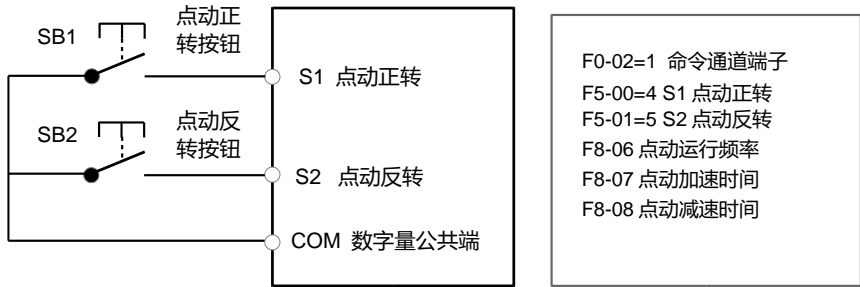 SB1
点动正
转按钮
S1 点动正转
SB2
点动反
转按钮
S2 点动反转
COM 数字量公共端
F0-02=1 命令通道端子
F5-00=4 S1 点动正转
F5-01=5 S2 点动反转
F8-06 点动运行频率
F8-07 点动加速时间
F8-08 点动减速时间